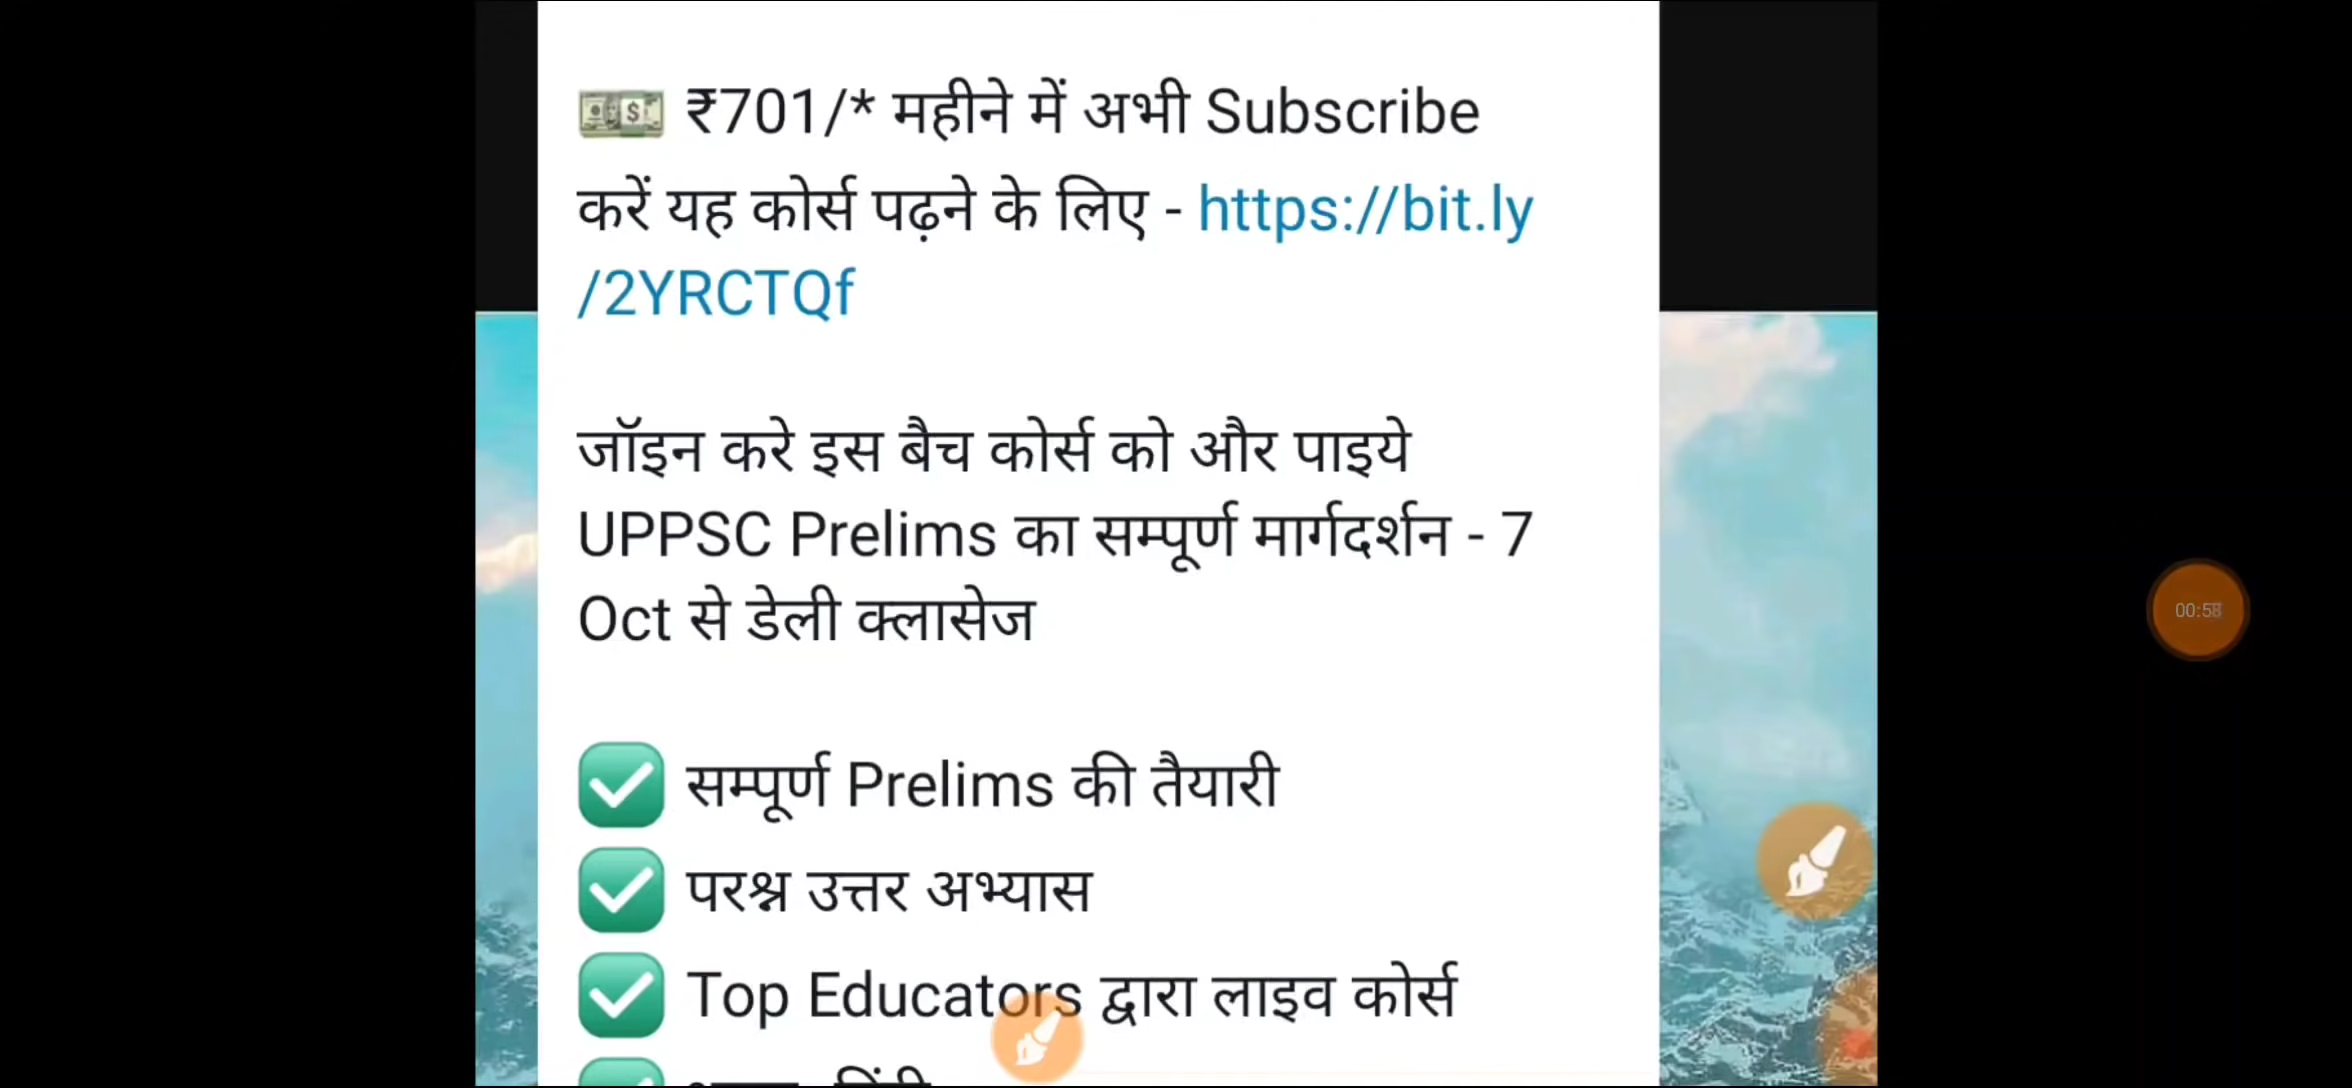 ₹701/* महीने में अभी Subscribe
करें यह कोर्स पढ़ने के लिए - https://bit.ly
/2YRCTQf
जॉइन करे इस बैच कोर्स को और पाइये
UPPSC Prelims का सम्पूर्ण मार्गदर्शन - 7
Oct से डेली क्लासेज
सम्पूर्ण Prelims की तैयारी
परश्न उत्तर अभ्यास
Top Educators द्वारा लाइव कोर्स
00:58